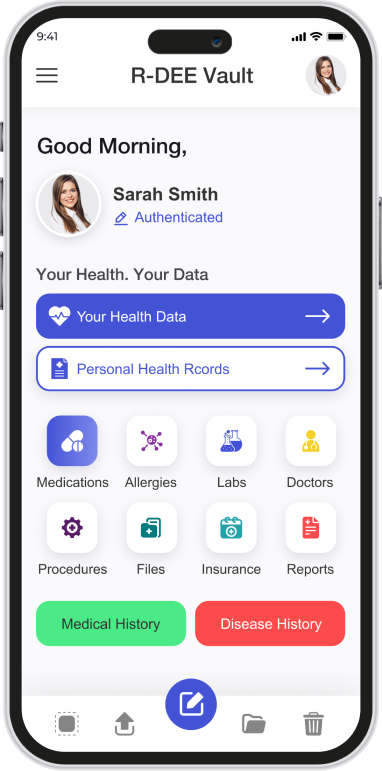 9:41
R-DEE Vault
Good Morning,
Sarah Smith
Authenticated
Your Health. Your Data
Your Health Data
Personal Health Rcords
Medications Allergies Labs Doctors
Procedures Files Insurance Reports
Medical History Disease History